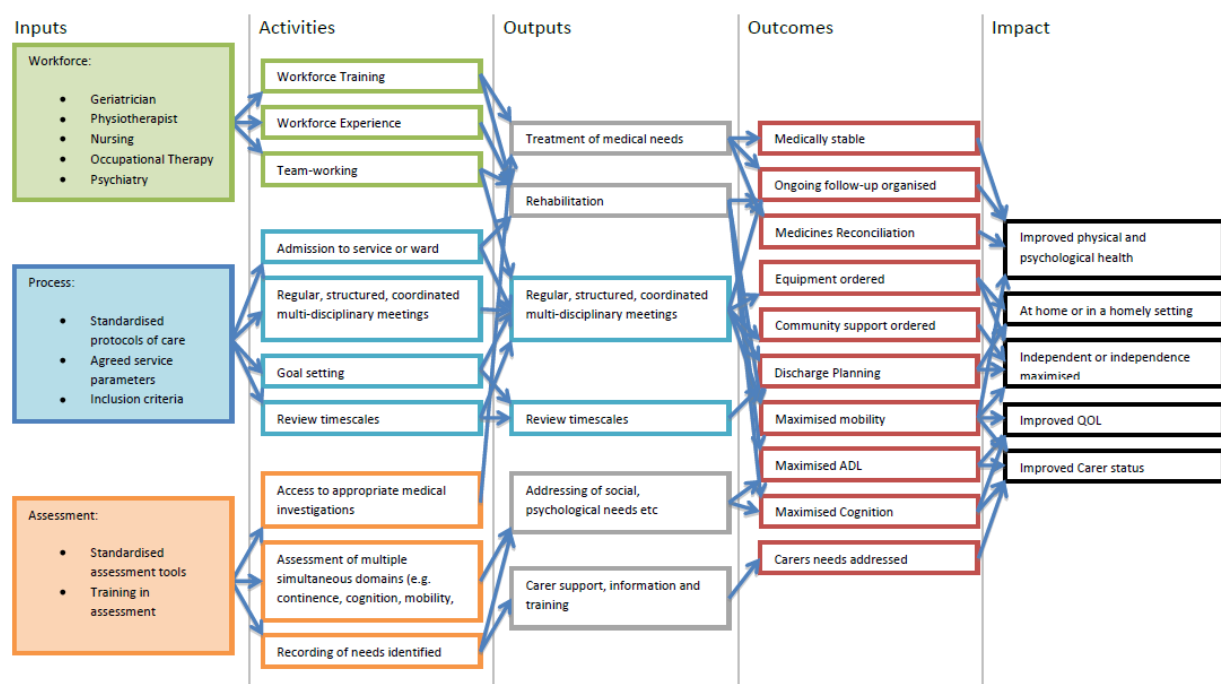 Inputs
Activities
Outputs
Outcomes
Impact
Workforce:
• Geriatrician
• Physiotherapist
• Nursing
• Occupational Therapy
• Psychiatry
Process:
• Standardised
protocols of care
• Agreed service
parameters
• Inclusion criteria
Assessment:
• Standardised
assessment tools
• Training in
assessment
Workforce Training
Workforce Experience
Team-working
Admission to service or ward
Regular, structured, coordinated
multi-disciplinary meetings
Goal setting
Review timescales
Access to appropriate medical
investigations
Assessment of multiple
simultaneous domains (e.g.
continence, cognition, mobility,
Recording of needs identified
Treatment of medical needs
Rehabilitation
Regular, structured, coordinated
multi-disciplinary meetings
Review timescales
Addressing of social,
psychological needs etc
Carer support, information and
training
Medically stable
Ongoing follow-up organised
Medicines Reconciliation
Equipment ordered
Community support ordered
Discharge Planning
Maximised mobility
Maximised ADL
Maximised Cognition
Carers needs addressed
Improved physical and
psychological health
At home or in a homely setting
Independent or independence
maximised
Improved QOL
Improved Carer status